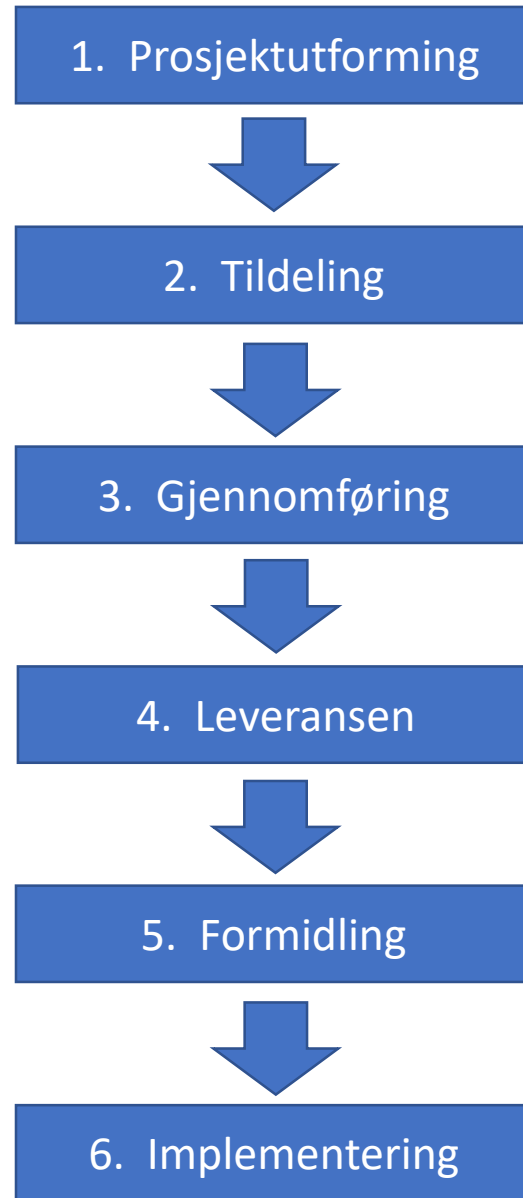 1. Prosjektutforming
2. Tildeling
3. Gjennomføring
4. Leveransen
5. Formidling
6. Implementering